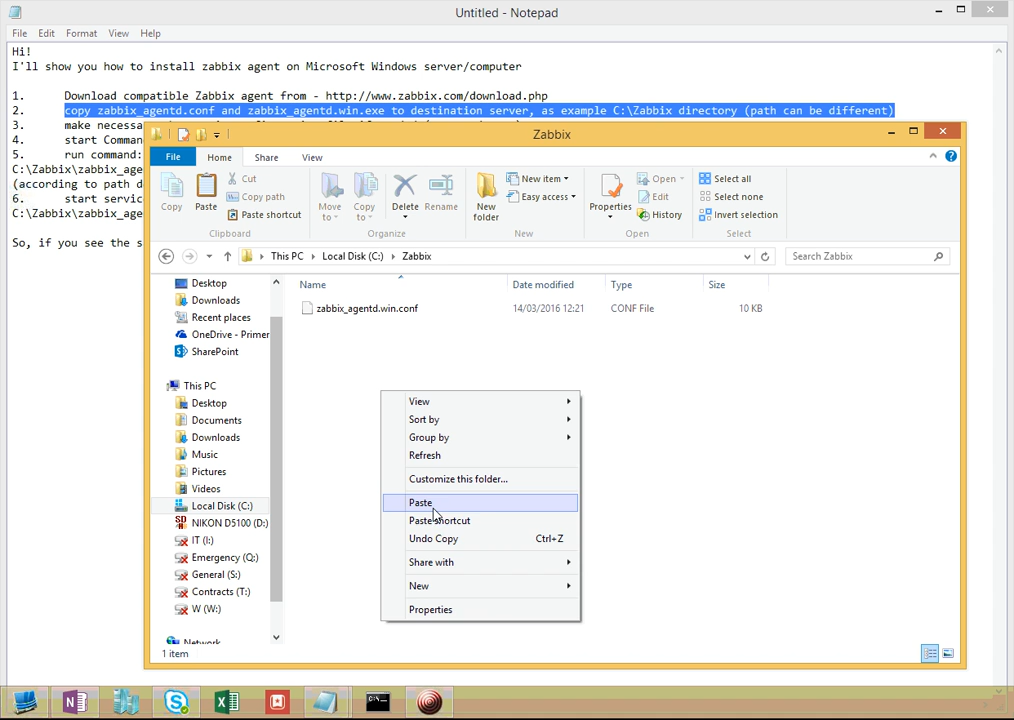 Untitled - Notepad
File Edit Format View Help
Hi!
I'll show you how to install zabbix agent on Microsoft Windows server/computer
1. Download compatible Zabbix agent from - http://www.zabbix.com/download.php
2. copy zabbix_agentd.conf and zabbix_agentd.win.exe to destination server, as example C:\Zabbix directory (path can be different)
3. make necessa
4. start Comman
5. run command:
C:\Zabbix\zabbix_age
(according to path d
6. start servic
C:\Zabbix\zabbix_age
So, if you see the s
Zabbix
File Home Share View
Copy
Paste
Cut
Copy path
Paste shortcut
Clipboard
Move to
Copy to
Delete
Rename
Organize
New folder
New item
Easy access
New
Properties
Open
Edit
History
Open
Select all
Select none
Invert selection
Select
This PC Local Disk (C:) Zabbix
Search Zabbix
Name Date modified Type Size
zabbix_agentd.win.conf 14/03/2016 12:21 CONF File 10 KB
Desktop
Downloads
Recent places
OneDrive - Primer
SharePoint
This PC
Desktop
Documents
Downloads
Music
Pictures
Videos
Local Disk (C:)
NIKON D5100 (D:)
IT (I:)
Emergency (Q:)
General (S:)
Contracts (T:)
W (W:)
Network
View
Sort by
Group by
Refresh
Customize this folder...
Paste
Paste shortcut
Undo Copy Ctrl+Z
Share with
New
Properties
1 item